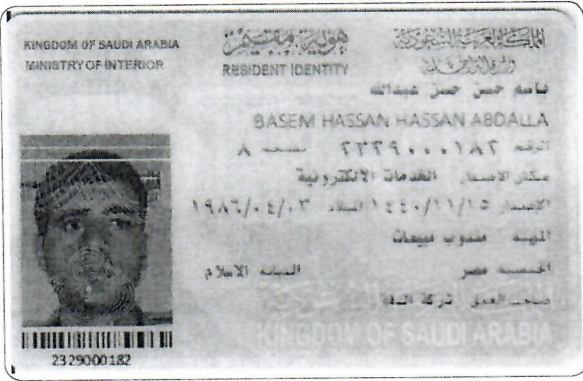 KINGDOM OF SAUDI ARABIA
MINISTRY OF INTERIOR
هوية مقيم
RESIDENT IDENTITY
المملكة العربية السعودية
وزارة الداخلية
باسم حسن حسن عبدالله
BASEM HASSAN HASSAN ABDALLA
الرقم ٢٣٢٩٠٠٠١٨٢ نسخة ٨
مكان الاصدار الخدمات الالكترونية
الإصدار ١٤٤٠/١١/١٥ الميلاد ١٩٨٦/٠٤/٠٣
المهنة مندوب مبيعات
الجنسية مصر الديانة الاسلام
صاحب العمل شركة
KINGDOM OF SAUDI ARABIA
2329000182